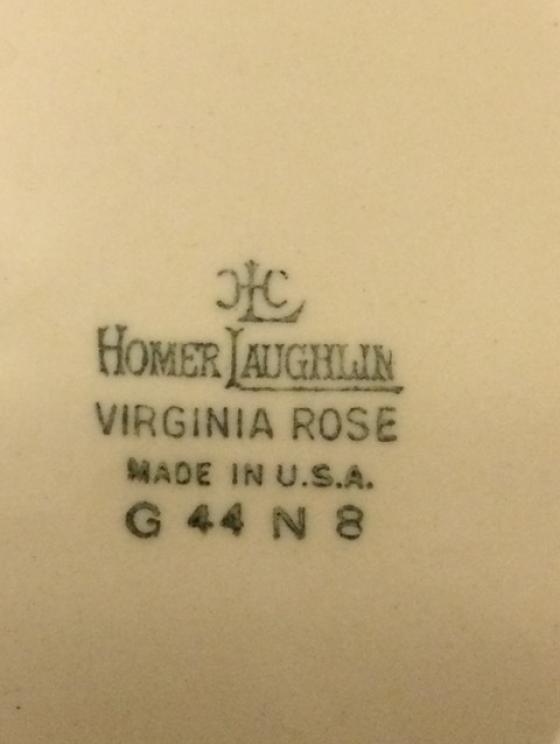 HLC
HOMER LAUGHLIN
VIRGINIA ROSE
MADE IN U.S.A.
G 44 N 8